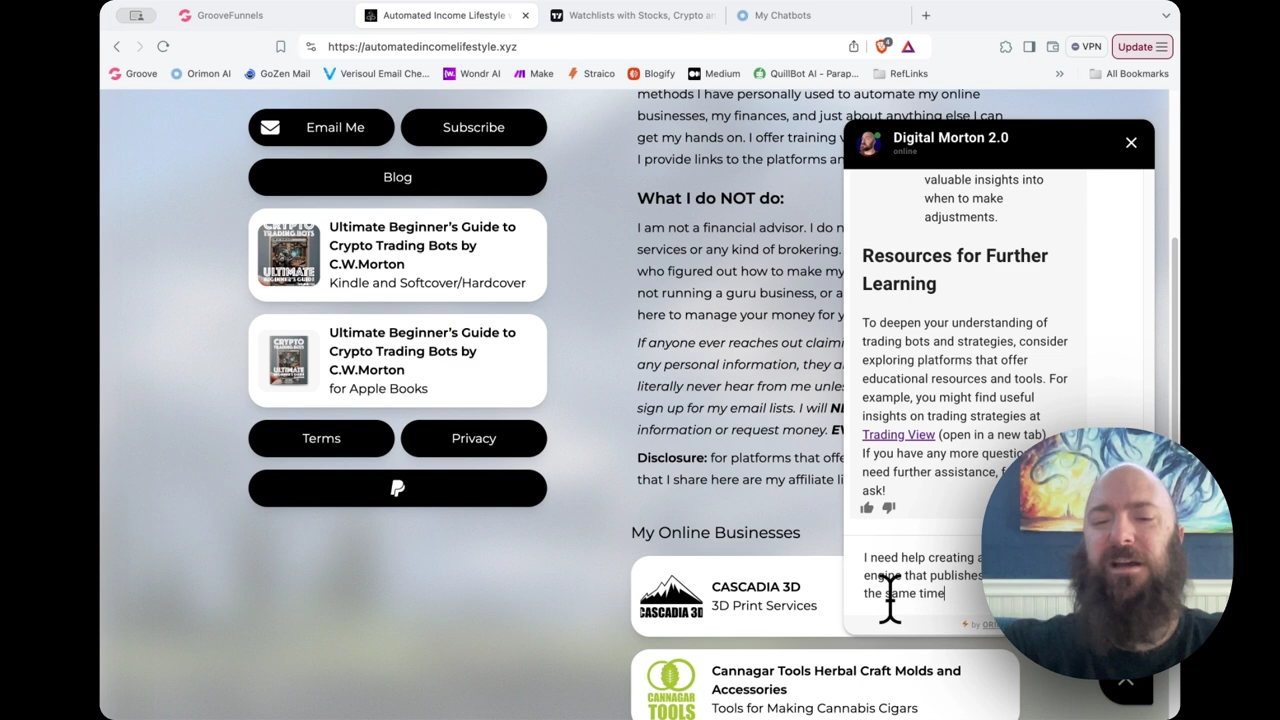 GrooveFunnels
Automated Income Lifestyle
Watchlists with Stocks, Crypto an
My Chatbots
https://automatedincomelifestyle.xyz
4
VPN
Update
Groove
Orimon AI
GoZen Mail
Verisoul Email Che...
Wondr AI
Make
Straico
Blogify
Medium
QuillBot AI - Parap...
RefLinks
All Bookmarks
Email Me
Subscribe
Blog
Ultimate Beginner's Guide to
Crypto Trading Bots by
C.W.Morton
Kindle and Softcover/Hardcover
Ultimate Beginner's Guide to
Crypto Trading Bots by
C.W.Morton
for Apple Books
Terms
Privacy
methods I have personally used to automate my online
businesses, my finances, and just about anything else I can
get my hands on. I offer training
I provide links to the platforms
What I do NOT do:
I am not a financial advisor. I do
services or any kind of brokering.
who figured out how to make my
not running a guru business, or a
here to manage your money for
If anyone ever reaches out
any personal information, they
literally never hear from me
sign up for my email lists. I will
information or request money.
Disclosure: for platforms that
that I share here are my affiliate
My Online Businesses
CASCADIA 3D
CASCADIA 3D
3D Print Services
CANNAGAR
TOOLS
Cannagar Tools Herbal Craft Molds and
Accessories
Tools for Making Cannabis Cigars
Digital Morton 2.0
online
valuable insights into
when to make
adjustments.
Resources for Further
Learning
To deepen your understanding of
trading bots and strategies, consider
exploring platforms that offer
educational resources and tools. For
example, you might find useful
insights on trading strategies at
Trading View (open in a new tab)
If you have any more
need further assistance,
ask!
I need help creating
engine that publishes
the same time
by